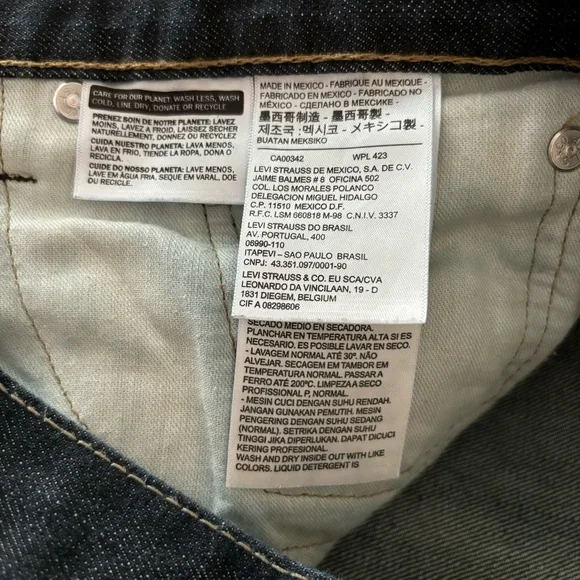 CARE FOR OUR PLANET: WASH LESS, WASH
COLD, LINE DRY, DONATE OR RECYCLE
PRENEZ SOIN DE NOTRE PLANETE: LAVEZ
MOINS, LAVEZ A FROID, LAISSEZ SÉCHER
NATURELLEMENT, DONNEZ OU RECYCLEZ
CUIDA NUESTRO PLANETA: LAVA MENOS,
LAVA EN FRIO, TIENDE LA ROPA, DONA O
RECICLA
CUIDE DO NOSSO PLANETA: LAVE MENOS,
LAVE EM ÁGUA FRIA, SEQUE EM VARAL, DOE
OU RECICLE.
MADE IN MEXICO - FABRIQUE AU MEXIQUE -
FABRICADO EN MEXICO - FABRICADO NO
MÉXICO - СДЕЛАНО В МЕКСИКЕ -
墨西哥制造 - 墨西哥製 -
제조국:멕시코 - メキシコ製 -
BUATAN MEKSIKO
CA00342 WPL 423
LEVI STRAUSS DE MEXICO, S.A. DE C.V.
JAIME BALMES # 8 OFICINA 502
COL. LOS MORALES POLANCO
DELEGACION MIGUEL HIDALGO
C.P. 11510 MEXICO D.F.
R.F.C. LSM 660818 M-98 C.N.I.V. 3337
LEVI STRAUSS DO BRASIL
AV. PORTUGAL, 400
06690-110
ITAPEVI – SAO PAULO BRASIL
CNPJ: 43.351.097/0001-90
LEVI STRAUSS & CO. EU SCA/CVA
LEONARDO DA VINCILAAN, 19 - D
1831 DIEGEM, BELGIUM
CIF A 08298606
SECADO MEDIO EN SECADORA.
PLANCHAR EN TEMPERATURA ALTA SI ES
NECESARIO. ES POSIBLE LAVAR EN SECO.
- LAVAGEM NORMAL ATÉ 30º. NÃO
ALVEJAR. SECAGEM EM TAMBOR EM
TEMPERATURA NORMAL. PASSAR A
FERRO ATÉ 200ºC. LIMPEZA A SECO
PROFISSIONAL P, NORMAL.
- MESIN CUCI DENGAN SUHU RENDAH.
JANGAN GUNAKAN PEMUTIH. MESIN
PENGERING DENGAN SUHU SEDANG
(NORMAL). SETRIKA DENGAN SUHU
TINGGI JIKA DIPERLUKAN. DAPAT DICUCI
KERING PROFESSIONAL.
WASH AND DRY INSIDE OUT WITH LIKE
COLORS. LIQUID DETERGENT IS